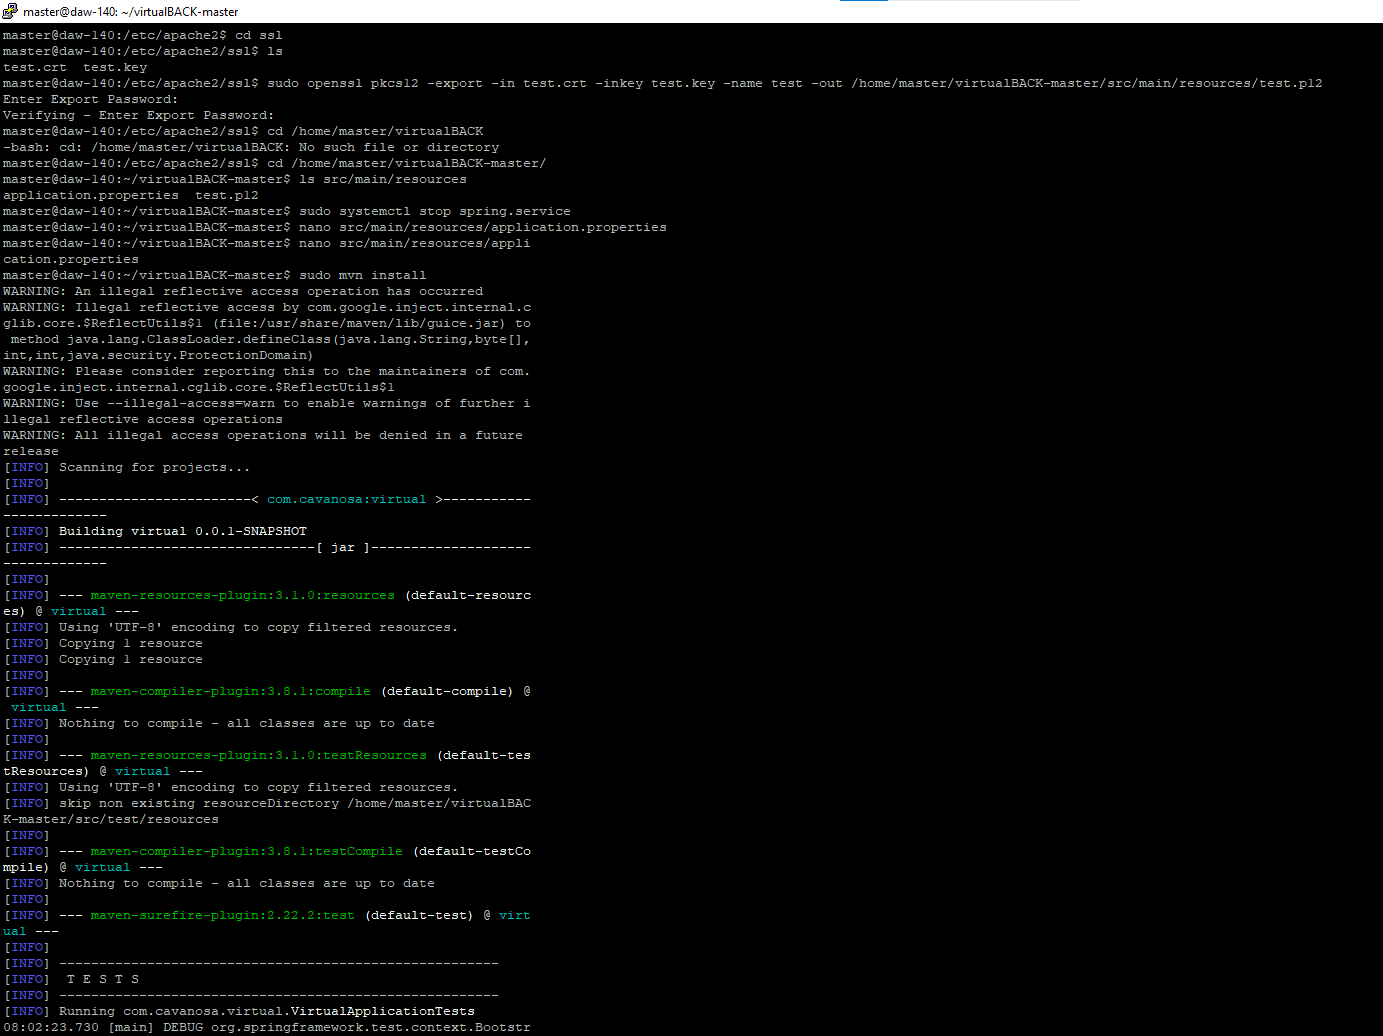 master@daw-140: ~/virtualBACK-master
master@daw-140:/etc/apache2$ cd ssl
master@daw-140:/etc/apache2/ssl$ ls
test.crt  test.key
master@daw-140:/etc/apache2/ssl$ sudo openssl pkcs12 -export -in test.crt -inkey test.key -name test -out /home/master/virtualBACK-master/src/main/resources/test.p12
Enter Export Password:
Verifying - Enter Export Password:
master@daw-140:/etc/apache2/ssl$ cd /home/master/virtualBACK
-bash: cd: /home/master/virtualBACK: No such file or directory
master@daw-140:/etc/apache2/ssl$ cd /home/master/virtualBACK-master/
master@daw-140:~/virtualBACK-master$ ls src/main/resources
application.properties  test.p12
master@daw-140:~/virtualBACK-master$ sudo systemctl stop spring.service
master@daw-140:~/virtualBACK-master$ nano src/main/resources/application.properties
master@daw-140:~/virtualBACK-master$ nano src/main/resources/appli
cation.properties
master@daw-140:~/virtualBACK-master$ sudo mvn install
WARNING: An illegal reflective access operation has occurred
WARNING: Illegal reflective access by com.google.inject.internal.c
glib.core.$ReflectUtils$1 (file:/usr/share/maven/lib/guice.jar) to
 method java.lang.ClassLoader.defineClass(java.lang.String,byte[],
int,int,java.security.ProtectionDomain)
WARNING: Please consider reporting this to the maintainers of com.
google.inject.internal.cglib.core.$ReflectUtils$1
WARNING: Use --illegal-access=warn to enable warnings of further i
llegal reflective access operations
WARNING: All illegal access operations will be denied in a future
release
[INFO] Scanning for projects...
[INFO]
[INFO] ------------------------< com.cavanosa:virtual >-----------
-------------
[INFO] Building virtual 0.0.1-SNAPSHOT
[INFO] --------------------------------[ jar ]--------------------
-------------
[INFO]
[INFO] --- maven-resources-plugin:3.1.0:resources (default-resourc
es) @ virtual ---
[INFO] Using 'UTF-8' encoding to copy filtered resources.
[INFO] Copying 1 resource
[INFO] Copying 1 resource
[INFO]
[INFO] --- maven-compiler-plugin:3.8.1:compile (default-compile) @
 virtual ---
[INFO] Nothing to compile - all classes are up to date
[INFO]
[INFO] --- maven-resources-plugin:3.1.0:testResources (default-tes
tResources) @ virtual ---
[INFO] Using 'UTF-8' encoding to copy filtered resources.
[INFO] skip non existing resourceDirectory /home/master/virtualBAC
K-master/src/test/resources
[INFO]
[INFO] --- maven-compiler-plugin:3.8.1:testCompile (default-testCo
mpile) @ virtual ---
[INFO] Nothing to compile - all classes are up to date
[INFO]
[INFO] --- maven-surefire-plugin:2.22.2:test (default-test) @ virt
ual ---
[INFO]
[INFO] -------------------------------------------------------
[INFO]  T E S T S
[INFO] -------------------------------------------------------
[INFO] Running com.cavanosa.virtual.VirtualApplicationTests
08:02:23.730 [main] DEBUG org.springframework.test.context.Bootstr